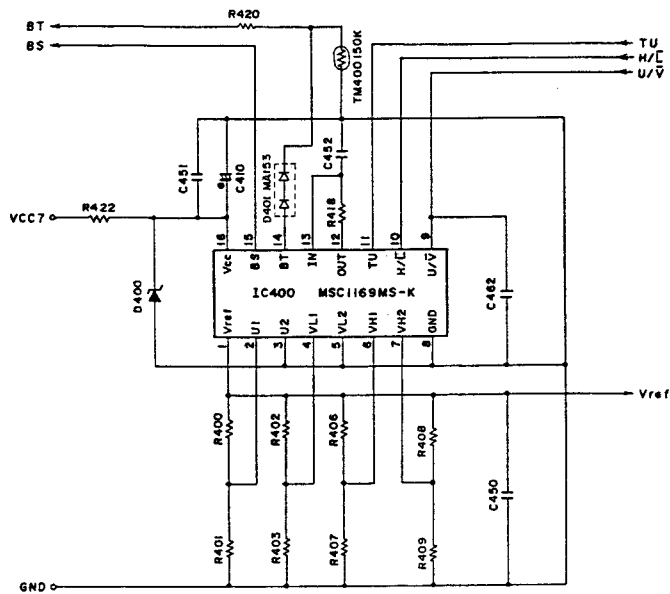 BT
R420
BS
TU
H/L̅
U/V̅
TM400150K
C451
C410
D401 MA153
C452
R418
VCC7
R422
16 15 14 13 12 11 10 9
Vcc BS BT IN OUT TU H/L̅ U/V̅
IC400 MSC1169MS-K
Vref U1 U2 VL1 VL2 VH1 VH2 GND
1 2 3 4 5 6 7 8
D400
C462
Vref
R400
R402
R406
R408
C450
R401
R403
R407
R409
GND